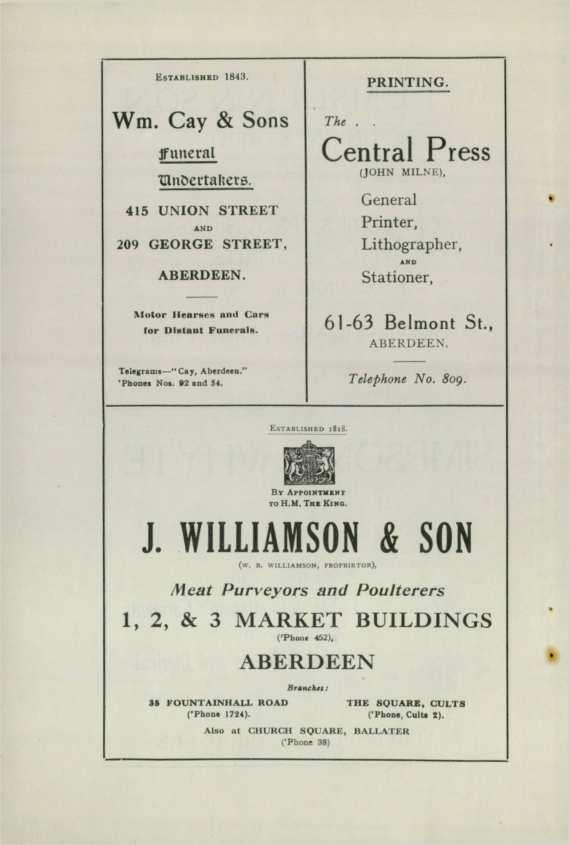 ESTABLISHED 1843.
Wm. Cay & Sons
Funeral
Undertakers.
415 UNION STREET
AND
209 GEORGE STREET,
ABERDEEN.
Motor Hearses and Cars
for Distant Funerals.
Telegrams—"Cay, Aberdeen."
'Phones Nos. 92 and 54.
PRINTING.
The . .
Central Press
(JOHN MILNE),
General
Printer,
Lithographer,
AND
Stationer,
61-63 Belmont St.,
ABERDEEN.
Telephone No. 809.
ESTABLISHED 1818.
BY APPOINTMENT
TO H.M. THE KING.
J. WILLIAMSON & SON
(W. B. WILLIAMSON, PROPRIETOR),
Meat Purveyors and Poulterers
1, 2, & 3 MARKET BUILDINGS
('Phone 452),
ABERDEEN
Branches:
35 FOUNTAINHALL ROAD
('Phone 1724).
THE SQUARE, CULTS
('Phone, Cults 2).
Also at CHURCH SQUARE, BALLATER
('Phone 38)